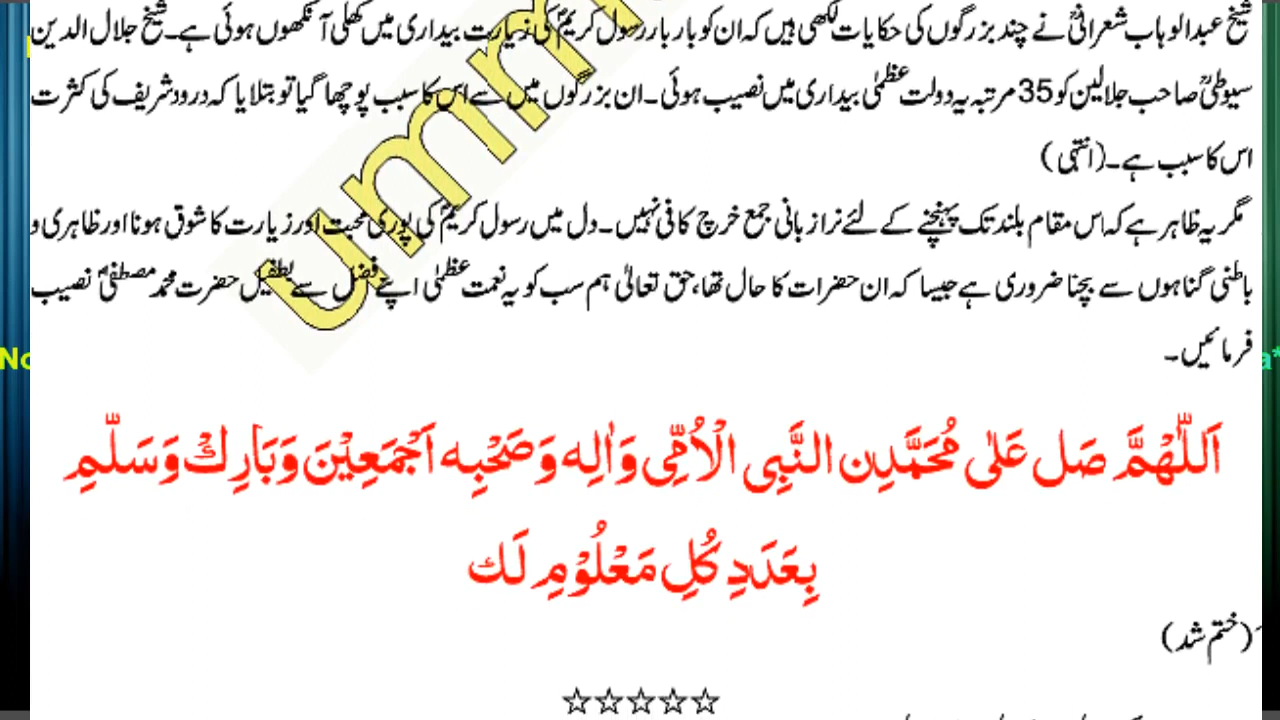 شیخ عبدالوہاب شعرانیؒ نے چند بزرگوں کی حکایات لکھی ہیں کہ ان کو بار بار رسول کریمؐ کی زیارت بیداری میں کھلی آنکھوں ہوئی ہے۔ شیخ جلال الدین
سیوطیؒ صاحب جلالین کو 35 مرتبہ یہ دولت عظمٰی بیداری میں نصیب ہوئی۔ ان بزرگوں میں سے اس کا سبب پوچھا گیا تو بتلایا کہ درود شریف کی کثرت
اس کا سبب ہے۔ (انتہی)
مگر یہ ظاہر ہے کہ اس مقام بلند تک پہنچنے کے لئے نرا زبانی جمع خرچ کافی نہیں۔ دل میں رسول کریمؐ کی پوری محبت اور زیارت کا شوق ہونا اور ظاہری و
باطنی گناہوں سے بچنا ضروری ہے جیسا کہ ان حضرات کا حال تھا، حق تعالیٰ ہم سب کو یہ نعمت عظمٰی اپنے فضل سے بطفیل حضرت محمد مصطفیٰؐ نصیب
فرمائیں۔
No
a*
اَللّٰھُمَّ صَل عَلٰی مُحَمَّدِن النَّبِی الْاُمِّی وَاٰلِه وَصَحْبِه اَجْمَعِیْنَ وَبَارِكْ وَسَلّمِ
بِعَدَدِ كُلِ مَعْلُوْمِ لَك
(ختم شد)
☆☆☆☆☆